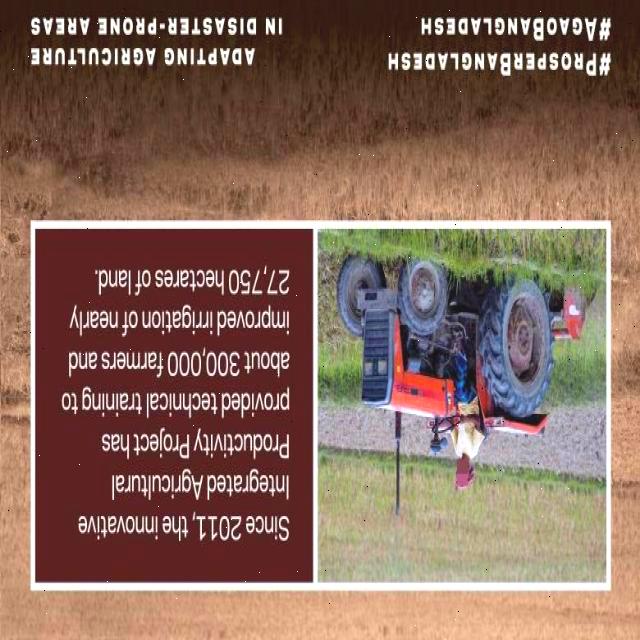 Since 2011, the innovative
Integrated Agricultural
Productivity Project has
provided technical training to
about 300,000 farmers and
improved irrigation of nearly
27,750 hectares of land.
#ProsperBangladesh
#AgaoBangladesh
ADAPTING AGRICULTURE
IN DISASTER-PRONE AREAS